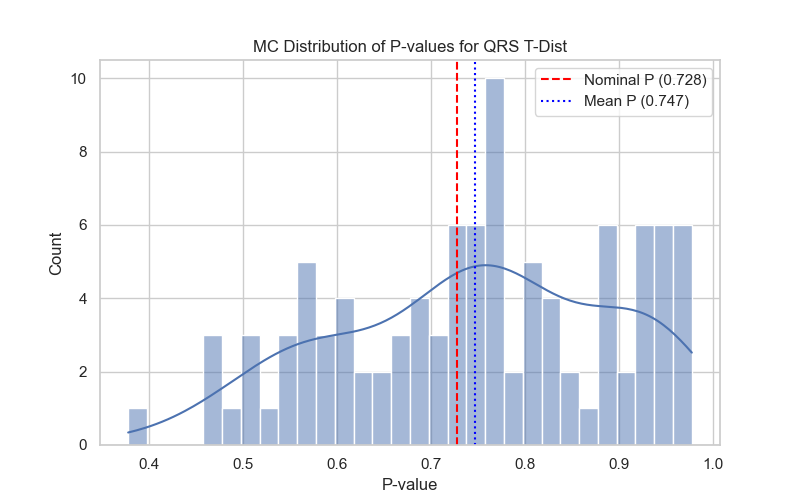 MC Distribution of P-values for QRS T-Dist
Nominal P (0.728)
Mean P (0.747)
10
8
6
4
2
0
Count
0.4
0.5
0.6
0.7
0.8
0.9
1.0
P-value